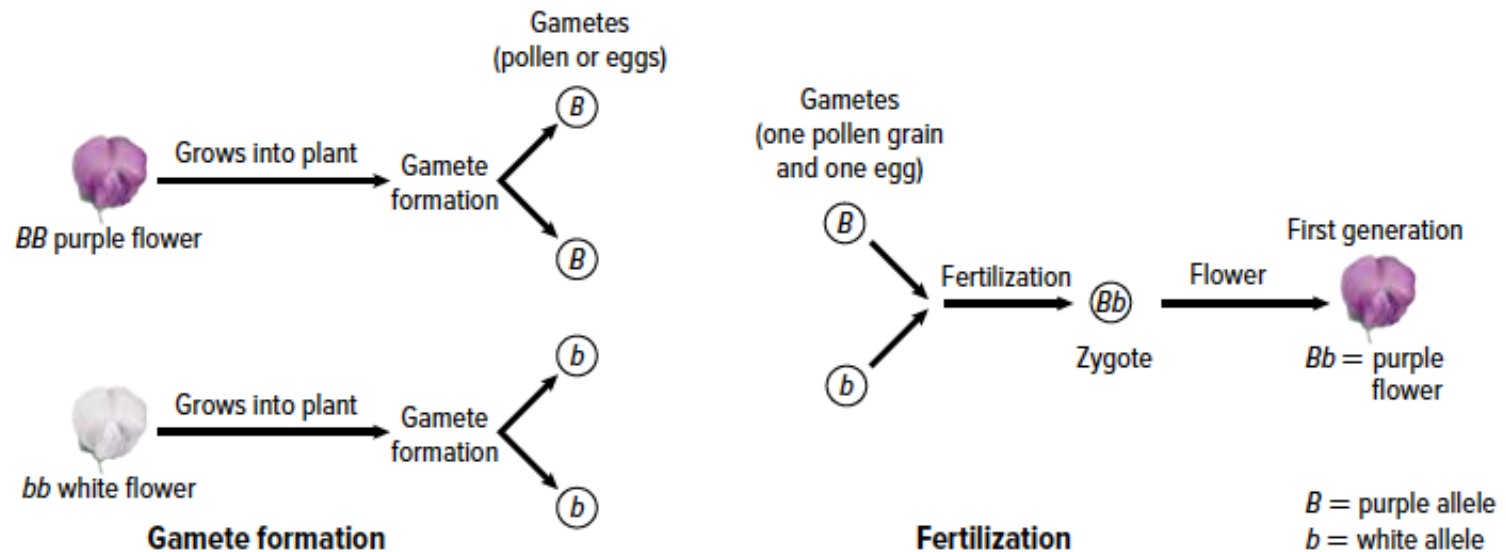 Gametes
(pollen or eggs)
B
Grows into plant
Gamete
formation
BB purple flower
B
b
Grows into plant
Gamete
formation
bb white flower
b
Gamete formation
Gametes
(one pollen grain
and one egg)
B
b
Fertilization
Bb
Zygote
Flower
First generation
Bb = purple
flower
Fertilization
B = purple allele
b = white allele